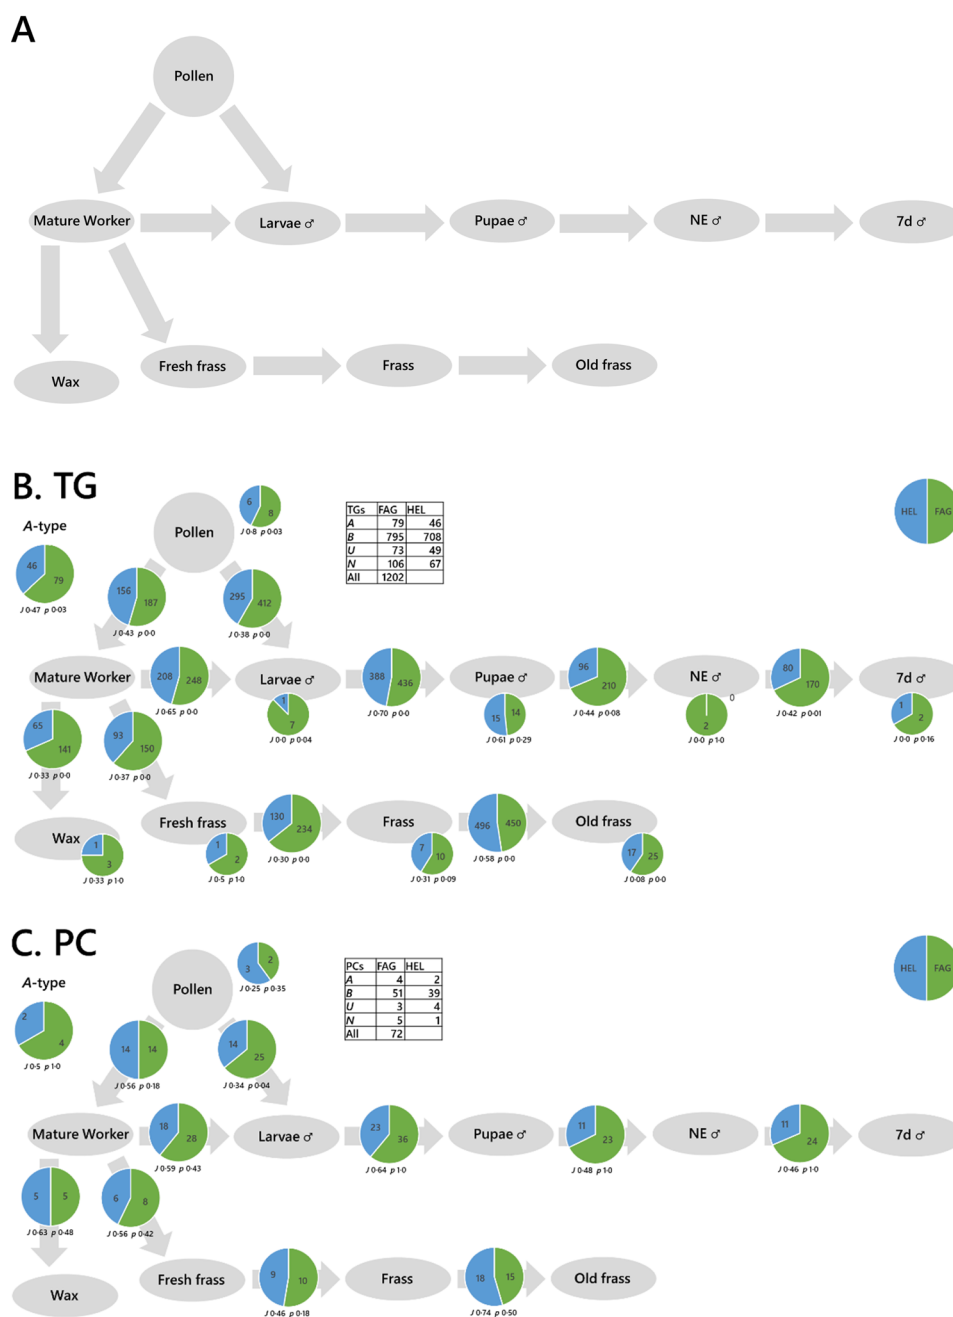 A
Pollen
Mature Worker
Larvae ♂
Pupae ♂
NE ♂
7d ♂
Wax
Fresh frass
Frass
Old frass
B. TG
A-type
46
79
J 0·47 p 0·03
Pollen
6
8
J 0·8 p 0·03
TGs FAG HEL
A 79 46
B 795 708
U 73 49
N 106 67
All 1202
HEL
FAG
156
187
J 0·43 p 0·0
295
412
J 0·38 p 0·0
Mature Worker
208
248
J 0·65 p 0·0
Larvae ♂
1
7
J 0·0 p 0·04
388
436
J 0·70 p 0·0
Pupae ♂
15
14
J 0·61 p 0·29
96
210
J 0·44 p 0·08
NE ♂
0
2
J 0·0 p 1·0
80
170
J 0·42 p 0·01
7d ♂
1
2
J 0·0 p 0·16
65
141
J 0·33 p 0·0
93
150
J 0·37 p 0·0
Wax
1
3
J 0·33 p 1·0
Fresh frass
1
2
J 0·5 p 1·0
130
234
J 0·30 p 0·0
Frass
7
10
J 0·31 p 0·09
496
450
J 0·58 p 0·0
Old frass
17
25
J 0·08 p 0·0
C. PC
A-type
2
4
J 0·5 p 1·0
Pollen
3
2
J 0·25 p 0·35
PCs FAG HEL
A 4 2
B 51 39
U 3 4
N 5 1
All 72
HEL
FAG
14
14
J 0·56 p 0·18
14
25
J 0·34 p 0·04
Mature Worker
18
28
J 0·59 p 0·43
Larvae ♂
23
36
J 0·64 p 1·0
Pupae ♂
11
23
J 0·48 p 1·0
NE ♂
11
24
J 0·46 p 1·0
7d ♂
5
5
J 0·63 p 0·48
6
8
J 0·56 p 0·42
Wax
Fresh frass
9
10
J 0·46 p 0·18
Frass
18
15
J 0·74 p 0·50
Old frass